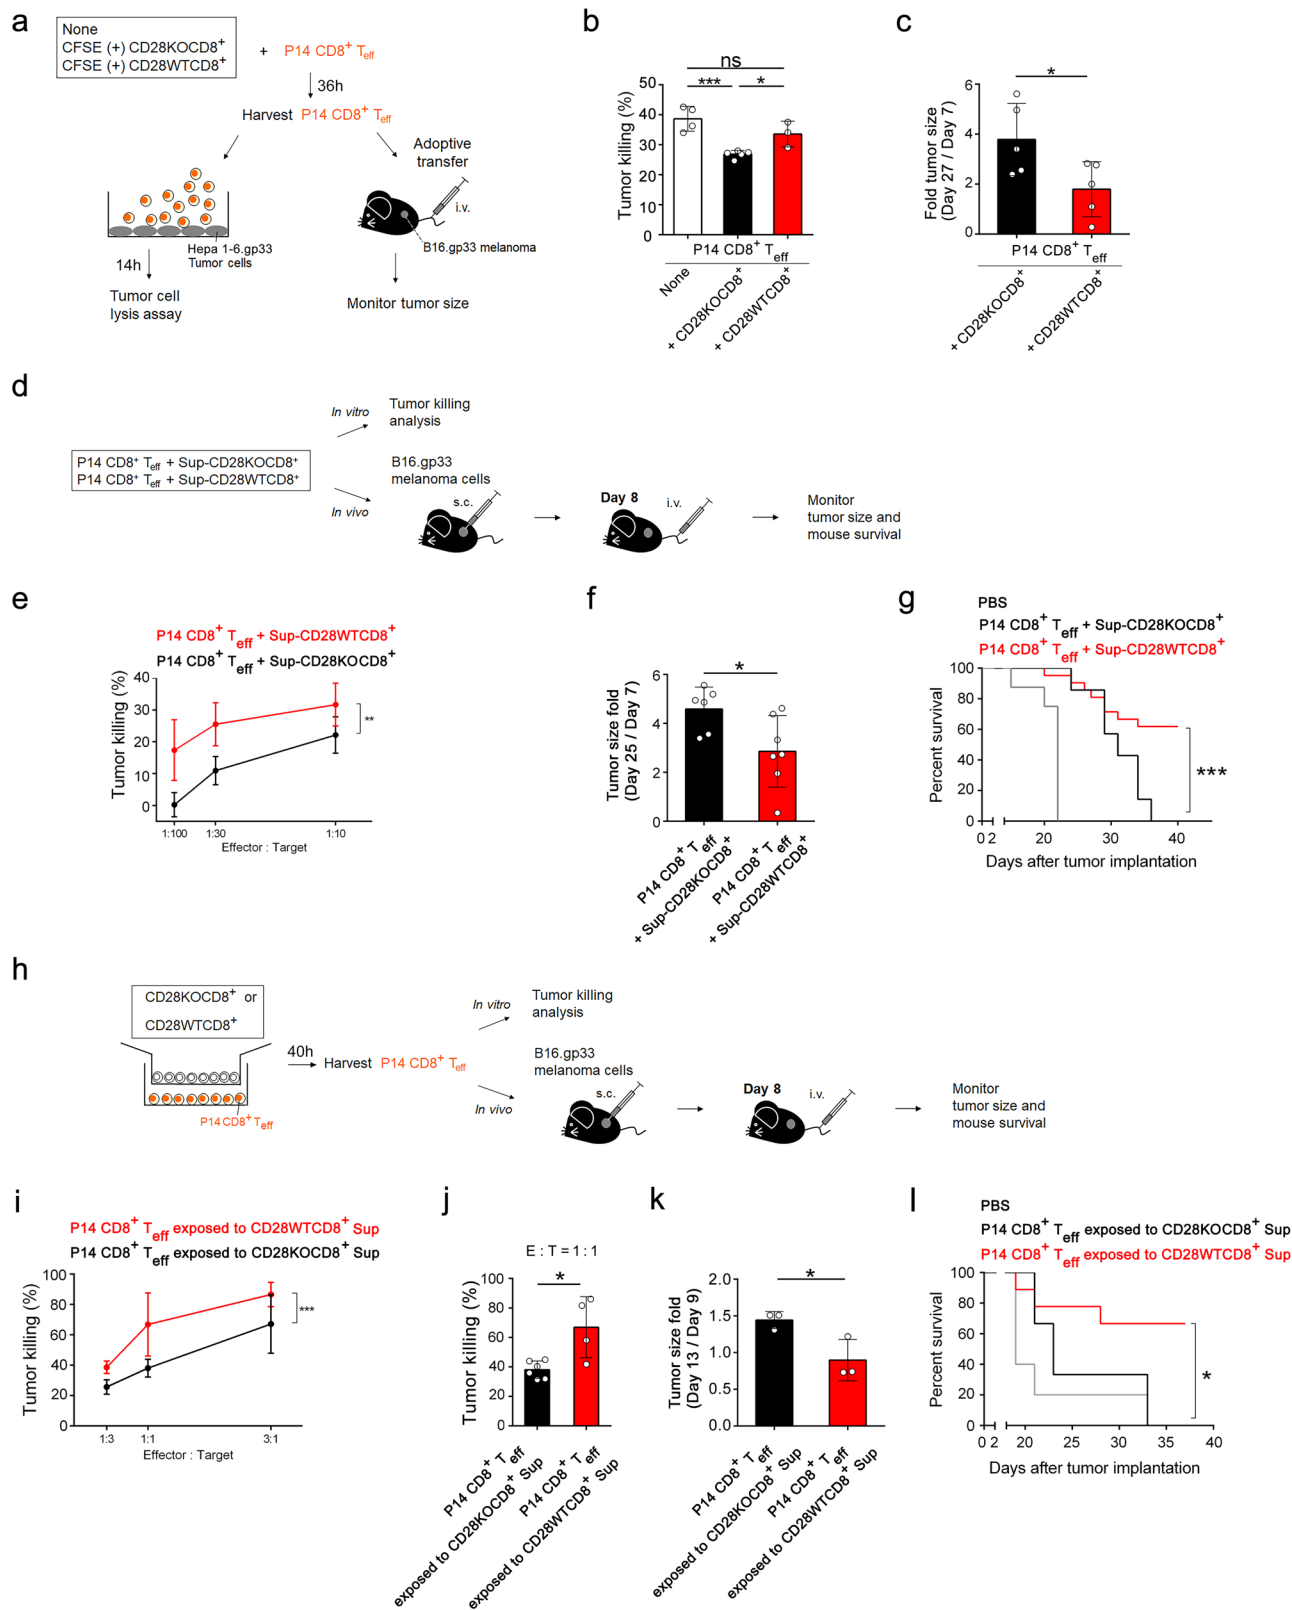 a
None
CFSE (+) CD28KOCD8+
CFSE (+) CD28WTCD8+
+ P14 CD8+ Teff
36h
Harvest P14 CD8+ Teff
Adoptive
transfer
i.v.
B16.gp33 melanoma
Hepa 1-6.gp33
Tumor cells
14h
Tumor cell
lysis assay
Monitor tumor size
b
ns
*** *
Tumor killing (%)
50
40
30
20
10
0
P14 CD8+ Teff
None
+ CD28KOCD8+
+ CD28WTCD8+
c
*
Fold tumor size
(Day 27 / Day 7)
6
4
2
0
P14 CD8+ Teff
+ CD28KOCD8+
+ CD28WTCD8+
d
P14 CD8+ Teff + Sup-CD28KOCD8+
P14 CD8+ Teff + Sup-CD28WTCD8+
In vitro
Tumor killing
analysis
In vivo
B16.gp33
melanoma cells
s.c.
Day 8
i.v.
Monitor
tumor size and
mouse survival
e
P14 CD8+ Teff + Sup-CD28WTCD8+
P14 CD8+ Teff + Sup-CD28KOCD8+
Tumor killing (%)
40
30
20
10
0
**
1:100 1:30 1:10
Effector : Target
f
*
Tumor size fold
(Day 25 / Day 7)
6
4
2
0
P14 CD8+ Teff
+ Sup-CD28KOCD8+
P14 CD8+ Teff
+ Sup-CD28WTCD8+
g
PBS
P14 CD8+ Teff + Sup-CD28KOCD8+
P14 CD8+ Teff + Sup-CD28WTCD8+
Percent survival
100
80
60
40
20
0
***
0 2 20 30 40
Days after tumor implantation
h
CD28KOCD8+ or
CD28WTCD8+
P14 CD8+ Teff
40h
Harvest P14 CD8+ Teff
In vitro
Tumor killing
analysis
In vivo
B16.gp33
melanoma cells
s.c.
Day 8
i.v.
Monitor
tumor size and
mouse survival
i
P14 CD8+ Teff exposed to CD28WTCD8+ Sup
P14 CD8+ Teff exposed to CD28KOCD8+ Sup
Tumor killing (%)
100
80
60
40
20
0
***
1:3 1:1 3:1
Effector : Target
j
E : T = 1 : 1
*
Tumor killing (%)
100
80
60
40
20
0
P14 CD8+ Teff
exposed to CD28KOCD8+ Sup
P14 CD8+ Teff
exposed to CD28WTCD8+ Sup
k
*
Tumor size fold
(Day 13 / Day 9)
2.0
1.5
1.0
0.5
0.0
P14 CD8+ Teff
exposed to CD28KOCD8+ Sup
P14 CD8+ Teff
exposed to CD28WTCD8+ Sup
l
PBS
P14 CD8+ Teff exposed to CD28KOCD8+ Sup
P14 CD8+ Teff exposed to CD28WTCD8+ Sup
Percent survival
100
80
60
40
20
0
*
0 2 20 25 30 35 40
Days after tumor implantation